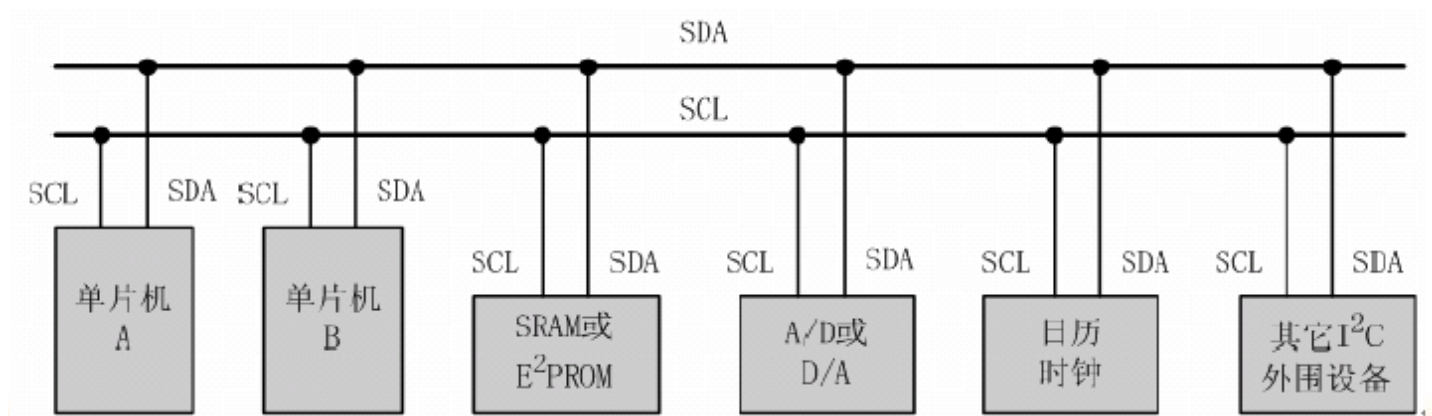 SDA
SCL
SCL SDA SCL SDA
SCL SDA SCL SDA SCL SDA SCL SDA
单片机
A
单片机
B
SRAM或
E²PROM
A/D或
D/A
日历
时钟
其它I²C
外围设备